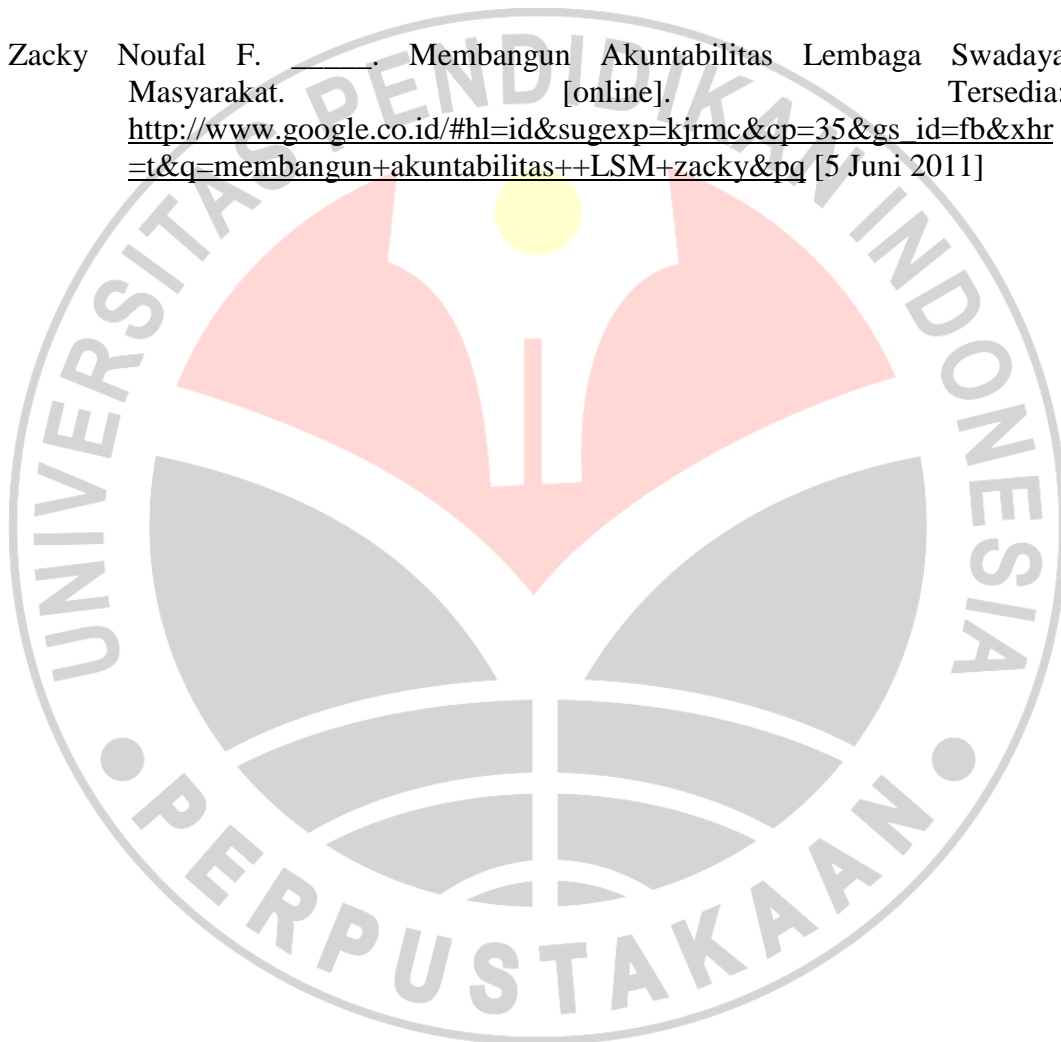 Zacky Noufal F. _____. Membangun Akuntabilitas Lembaga Swadaya
Masyarakat. [online]. Tersedia:
http://www.google.co.id/#hl=id&sugexp=kjrmc&cp=35&gs_id=fb&xhr
=t&q=membangun+akuntabilitas++LSM+zacky&pq [5 Juni 2011]
UNIVERSITAS PENDIDIKAN INDONESIA
PERPUSTAKAAN